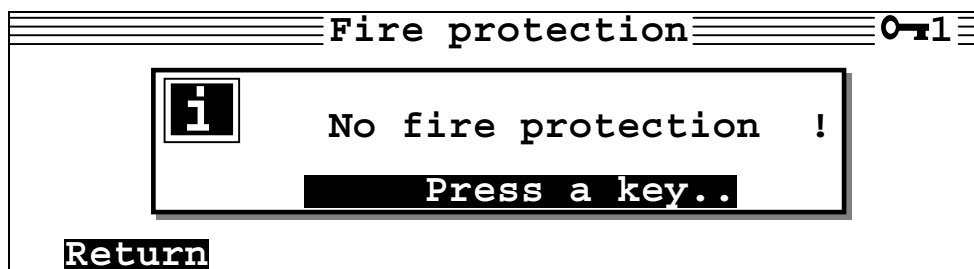 Fire protection 1
i
No fire protection !
Press a key..
Return